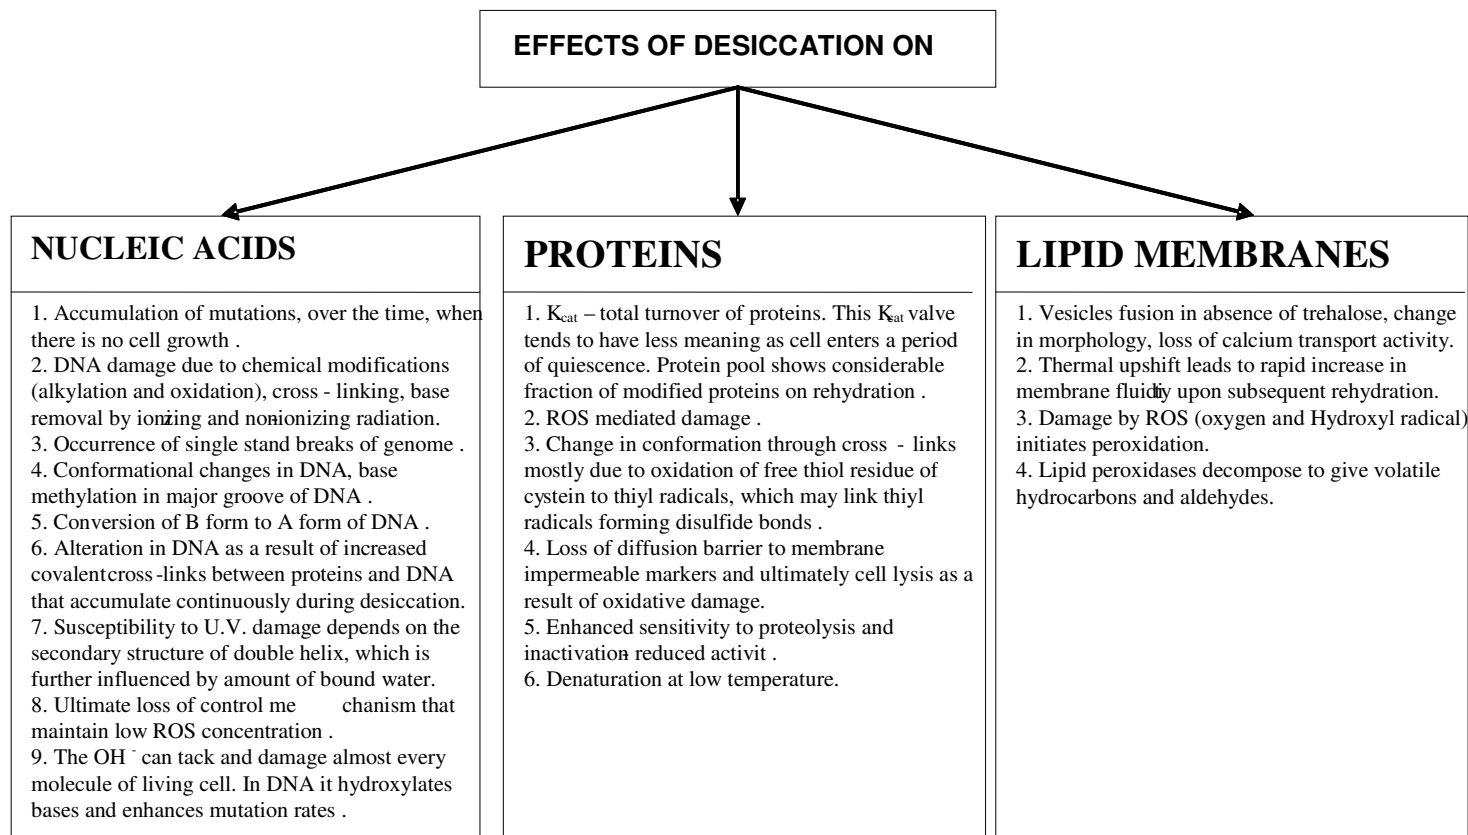 EFFECTS OF DESICCATION ON
NUCLEIC ACIDS
1. Accumulation of mutations, over the time, when
there is no cell growth .
2. DNA damage due to chemical modifications
(alkylation and oxidation), cross - linking, base
removal by ionizing and non-ionizing radiation.
3. Occurrence of single stand breaks of genome .
4. Conformational changes in DNA, base
methylation in major groove of DNA .
5. Conversion of B form to A form of DNA .
6. Alteration in DNA as a result of increased
covalent cross -links between proteins and DNA
that accumulate continuously during desiccation.
7. Susceptibility to U.V. damage depends on the
secondary structure of double helix, which is
further influenced by amount of bound water.
8. Ultimate loss of control me chanism that
maintain low ROS concentration .
9. The OH - can tack and damage almost every
molecule of living cell. In DNA it hydroxylates
bases and enhances mutation rates .
PROTEINS
1. Kcat – total turnover of proteins. This Kcat valve
tends to have less meaning as cell enters a period
of quiescence. Protein pool shows considerable
fraction of modified proteins on rehydration .
2. ROS mediated damage .
3. Change in conformation through cross - links
mostly due to oxidation of free thiol residue of
cystein to thiyl radicals, which may link thiyl
radicals forming disulfide bonds .
4. Loss of diffusion barrier to membrane
impermeable markers and ultimately cell lysis as a
result of oxidative damage.
5. Enhanced sensitivity to proteolysis and
inactivation- reduced activit .
6. Denaturation at low temperature.
LIPID MEMBRANES
1. Vesicles fusion in absence of trehalose, change
in morphology, loss of calcium transport activity.
2. Thermal upshift leads to rapid increase in
membrane fluidity upon subsequent rehydration.
3. Damage by ROS (oxygen and Hydroxyl radical)
initiates peroxidation.
4. Lipid peroxidases decompose to give volatile
hydrocarbons and aldehydes.